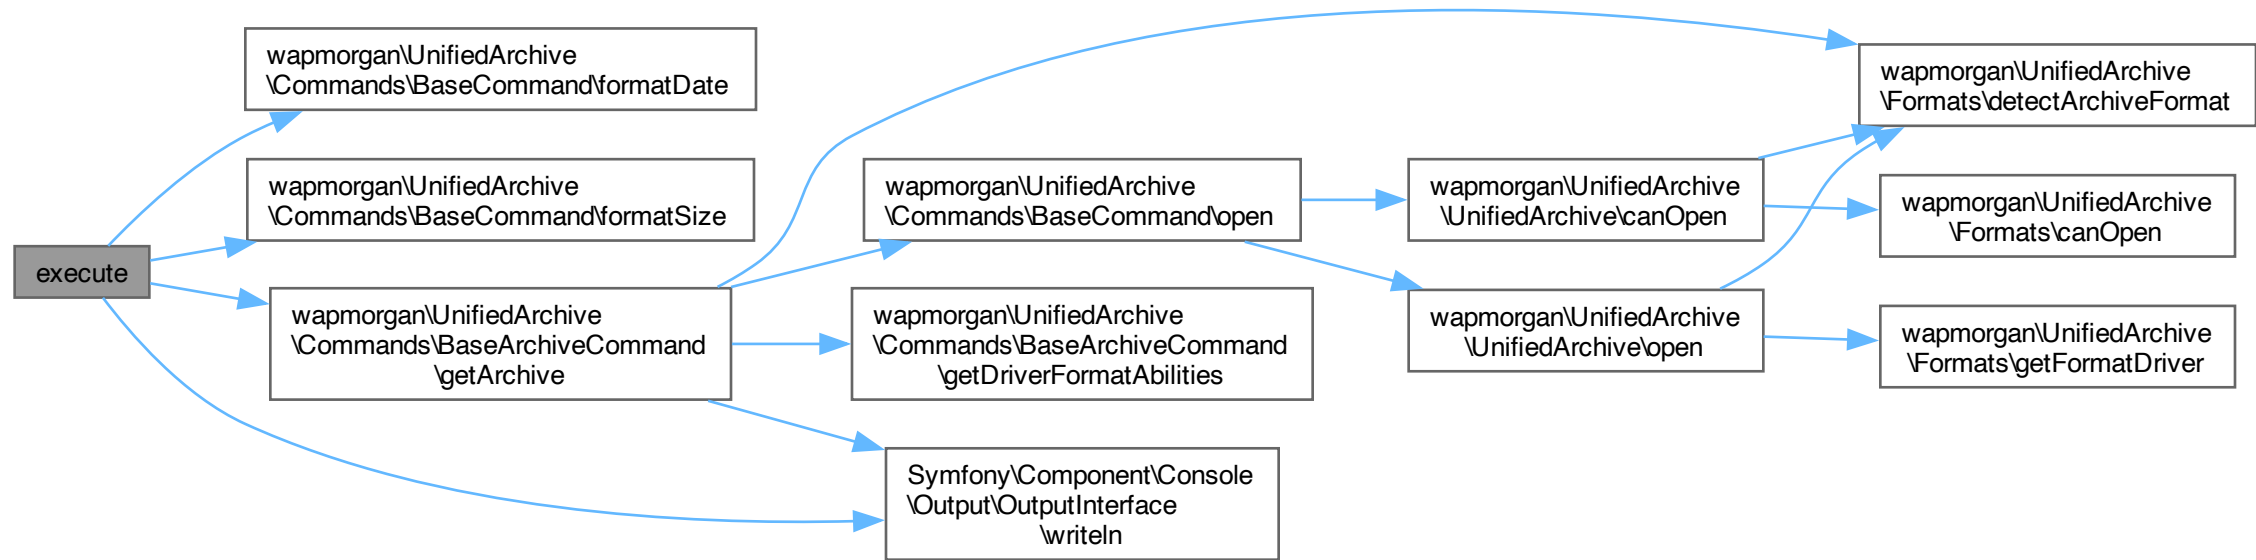 execute
wapmorgan\UnifiedArchive
\Commands\BaseCommand\formatDate
wapmorgan\UnifiedArchive
\Commands\BaseCommand\formatSize
wapmorgan\UnifiedArchive
\Commands\BaseArchiveCommand
\getArchive
wapmorgan\UnifiedArchive
\Commands\BaseCommand\open
wapmorgan\UnifiedArchive
\Commands\BaseArchiveCommand
\getDriverFormatAbilities
Symfony\Component\Console
\Output\OutputInterface
\writeln
wapmorgan\UnifiedArchive
\UnifiedArchive\canOpen
wapmorgan\UnifiedArchive
\UnifiedArchive\open
wapmorgan\UnifiedArchive
\Formats\detectArchiveFormat
wapmorgan\UnifiedArchive
\Formats\canOpen
wapmorgan\UnifiedArchive
\Formats\getFormatDriver